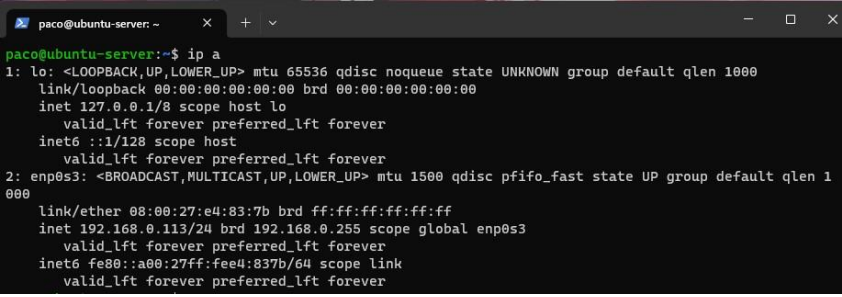 paco@ubuntu-server: ~
paco@ubuntu-server:~$ ip a
1: lo: <LOOPBACK,UP,LOWER_UP> mtu 65536 qdisc noqueue state UNKNOWN group default qlen 1000
    link/loopback 00:00:00:00:00:00 brd 00:00:00:00:00:00
    inet 127.0.0.1/8 scope host lo
       valid_lft forever preferred_lft forever
    inet6 ::1/128 scope host
       valid_lft forever preferred_lft forever
2: enp0s3: <BROADCAST,MULTICAST,UP,LOWER_UP> mtu 1500 qdisc pfifo_fast state UP group default qlen 1
000
    link/ether 08:00:27:e4:83:7b brd ff:ff:ff:ff:ff:ff
    inet 192.168.0.113/24 brd 192.168.0.255 scope global enp0s3
       valid_lft forever preferred_lft forever
    inet6 fe80::a00:27ff:fee4:837b/64 scope link
       valid_lft forever preferred_lft forever